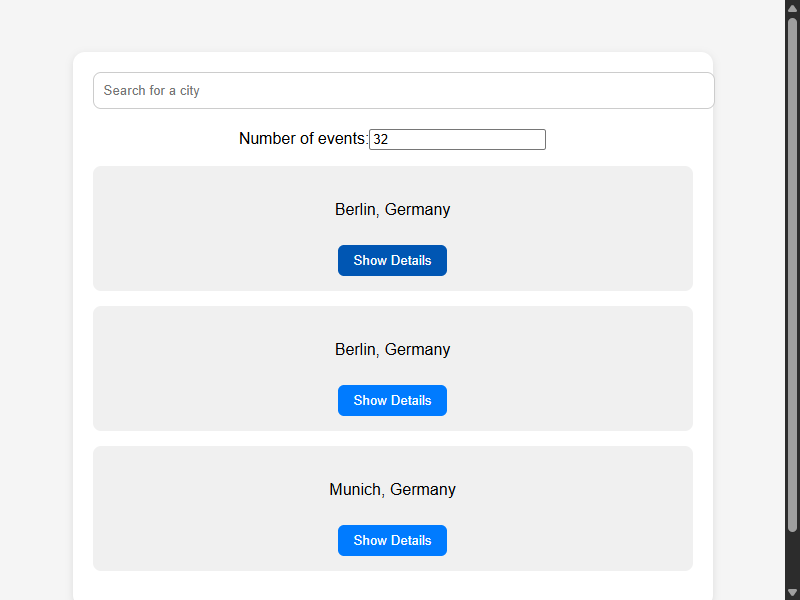 Search for a city
Number of events:32
Berlin, Germany
Show Details
Berlin, Germany
Show Details
Munich, Germany
Show Details